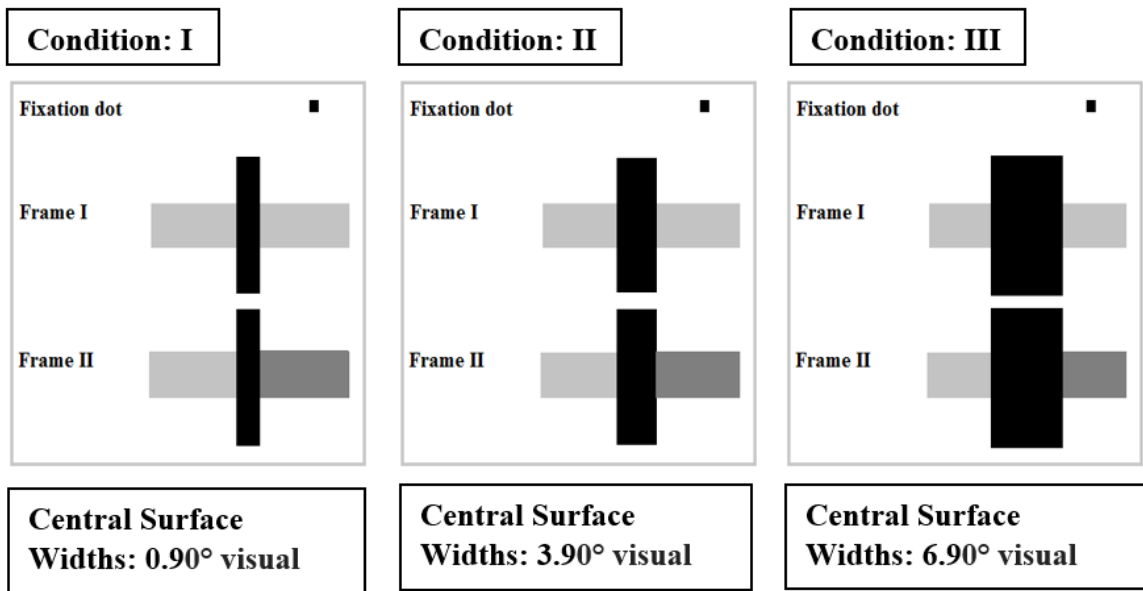 Condition: I
Condition: II
Condition: III
Fixation dot
Frame I
Frame II
Fixation dot
Frame I
Frame II
Fixation dot
Frame I
Frame II
Central Surface
Widths: 0.90° visual
Central Surface
Widths: 3.90° visual
Central Surface
Widths: 6.90° visual